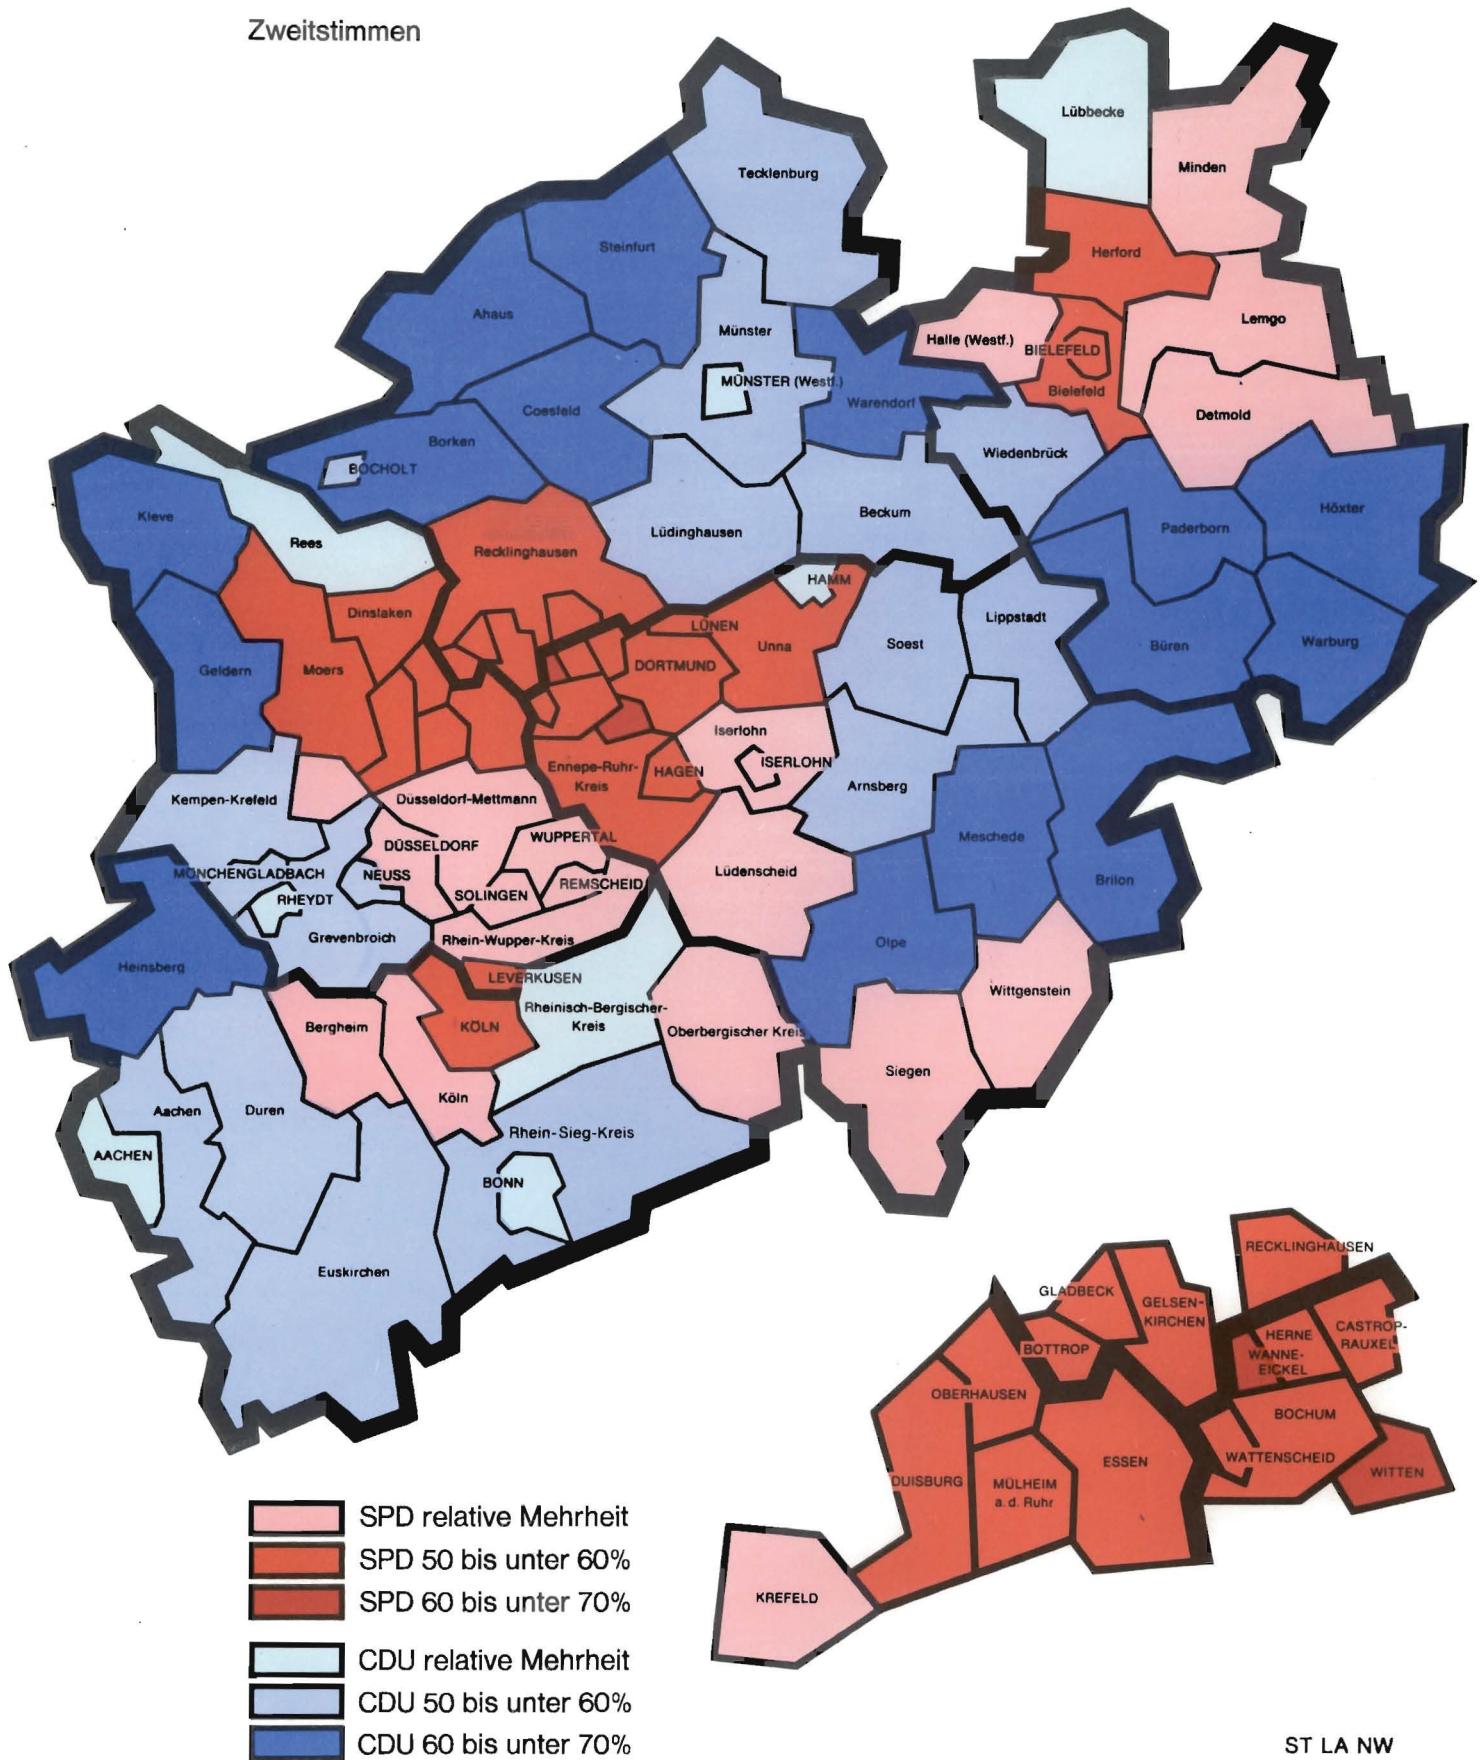 Zweitstimmen
Lübbecke
Minden
Tecklenburg
Steinfurt
Herford
Ahaus
Lemgo
Münster
Halle (Westf.)
BIELEFELD
MÜNSTER (Westf.)
Bielefeld
Warendorf
Coesfeld
Detmold
Borken
Wiedenbrück
BOCHOLT
Kleve
Höxter
Beckum
Paderborn
Lüdinghausen
Rees
Recklinghausen
HAMM
Dinslaken
Lippstadt
LÜNEN
Soest
Unna
Büren
Warburg
DORTMUND
Geldern
Moers
Iserlohn
ISERLOHN
Ennepe-Ruhr-
Kreis
HAGEN
Arnsberg
Kempen-Krefeld
Düsseldorf-Mettmann
WUPPERTAL
Meschede
DÜSSELDORF
MÖNCHENGLADBACH
NEUSS
Lüdenscheid
Brilon
REMSCHEID
SOLINGEN
RHEYDT
Grevenbroich
Rhein-Wupper-Kreis
Olpe
Heinsberg
LEVERKUSEN
Wittgenstein
Rheinisch-Bergischer-
Kreis
Bergheim
KÖLN
Oberbergischer Kreis
Siegen
Köln
Aachen
Duren
Rhein-Sieg-Kreis
AACHEN
BONN
Euskirchen
RECKLINGHAUSEN
GLADBECK
GELSEN-
KIRCHEN
CASTROP-
RAUXEL
HERNE
WANNE-
EICKEL
BOTTROP
OBERHAUSEN
BOCHUM
WATTENSCHEID
ESSEN
WITTEN
DUISBURG
MÜLHEIM
a. d. Ruhr
KREFELD
SPD relative Mehrheit
SPD 50 bis unter 60%
SPD 60 bis unter 70%
CDU relative Mehrheit
CDU 50 bis unter 60%
CDU 60 bis unter 70%
ST LA NW